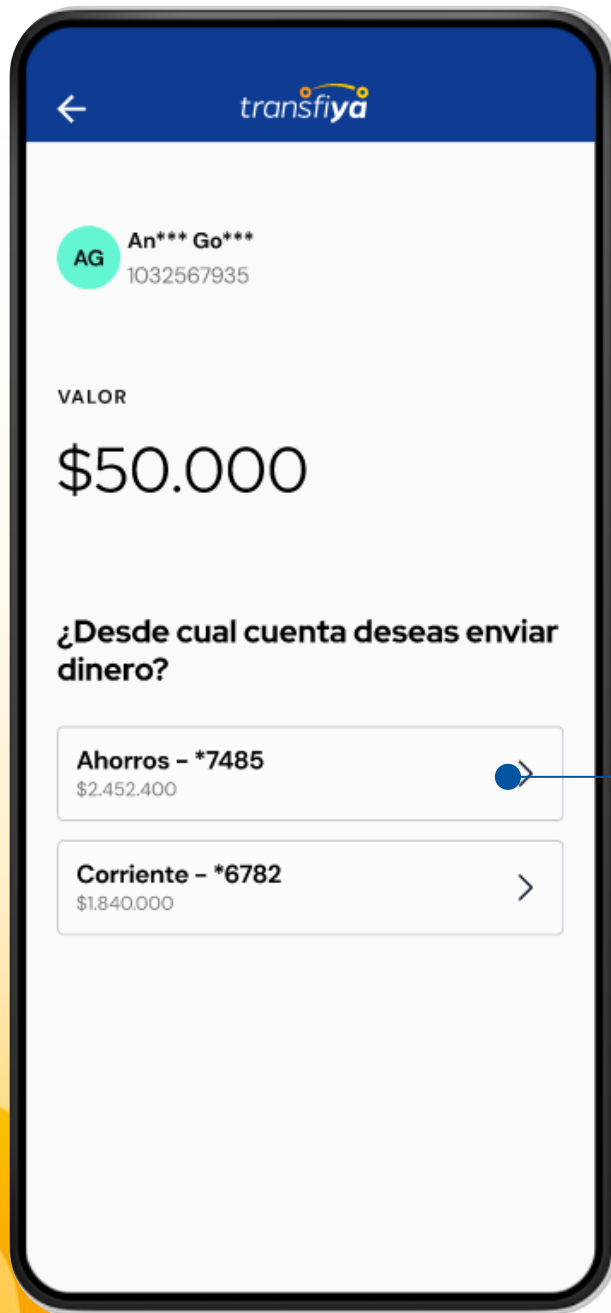 transfiya
AG
An*** Go***
1032567935
VALOR
$50.000
¿Desde cual cuenta deseas enviar
dinero?
Ahorros – *7485
$2.452.400
Corriente – *6782
$1.840.000